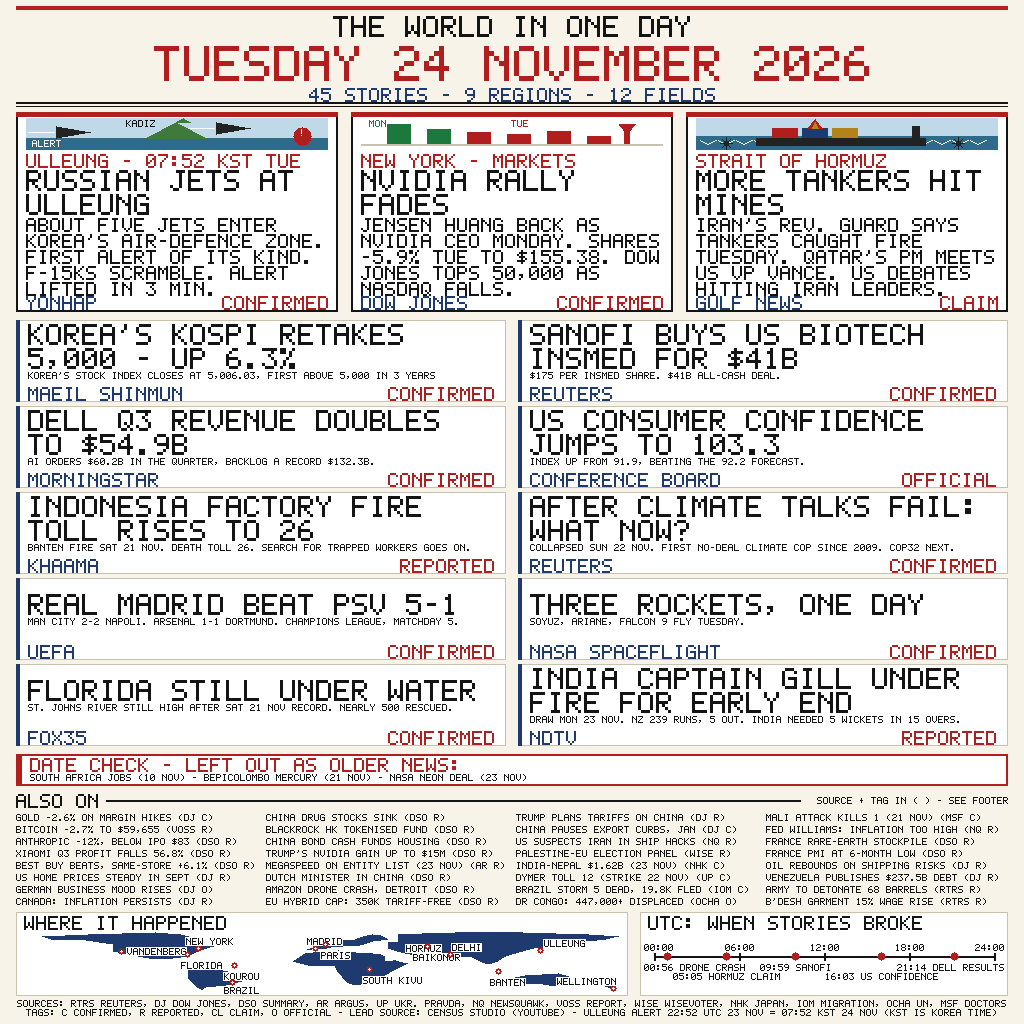 THE WORLD IN ONE DAY
TUESDAY 24 NOVEMBER 2026
45 STORIES - 9 REGIONS - 12 FIELDS
KADIZ
ALERT
ULLEUNG - 07:52 KST TUE
RUSSIAN JETS AT
ULLEUNG
ABOUT FIVE JETS ENTER
KOREA'S AIR-DEFENCE ZONE.
FIRST ALERT OF ITS KIND.
F-15KS SCRAMBLE. ALERT
LIFTED IN 3 MIN.
YONHAP CONFIRMED
MON TUE
NEW YORK - MARKETS
NVIDIA RALLY
FADES
JENSEN HUANG BACK AS
NVIDIA CEO MONDAY. SHARES
-5.9% TUE TO $155.38. DOW
JONES TOPS 50,000 AS
NASDAQ FALLS.
DOW JONES CONFIRMED
STRAIT OF HORMUZ
MORE TANKERS HIT
MINES
IRAN'S REV. GUARD SAYS
TANKERS CAUGHT FIRE
TUESDAY. QATAR'S PM MEETS
US VP VANCE. US DEBATES
HITTING IRAN LEADERS.
GOLF NEWS CLAIM
KOREA'S KOSPI RETAKES
5,000 - UP 6.3%
KOREA'S STOCK INDEX CLOSES AT 5,006.03, FIRST ABOVE 5,000 IN 3 YEARS
MAEIL SHINMUN CONFIRMED
SANOFI BUYS US BIOTECH
INSMED FOR $41B
$175 PER INSMED SHARE. $41B ALL-CASH DEAL.
REUTERS CONFIRMED
DELL Q3 REVENUE DOUBLES
TO $54.9B
AI ORDERS $60.2B IN THE QUARTER, BACKLOG A RECORD $132.3B.
MORNINGSTAR CONFIRMED
US CONSUMER CONFIDENCE
JUMPS TO 103.3
INDEX UP FROM 91.9, BEATING THE 92.2 FORECAST.
CONFERENCE BOARD OFFICIAL
INDONESIA FACTORY FIRE
TOLL RISES TO 26
BANTEN FIRE SAT 21 NOV. DEATH TOLL 26. SEARCH FOR TRAPPED WORKERS GOES ON.
KHAAMA REPORTED
AFTER CLIMATE TALKS FAIL:
WHAT NOW?
COLLAPSED SUN 22 NOV. FIRST NO-DEAL CLIMATE COP SINCE 2009. COP32 NEXT.
REUTERS CONFIRMED
REAL MADRID BEAT PSV 5-1
MAN CITY 2-2 NAPOLI. ARSENAL 1-1 DORTMUND. CHAMPIONS LEAGUE, MATCHDAY 5.
UEFA CONFIRMED
THREE ROCKETS, ONE DAY
SOYUZ, ARIANE, FALCON 9 FLY TUESDAY.
NASA SPACEFLIGHT CONFIRMED
FLORIDA STILL UNDER WATER
ST. JOHNS RIVER STILL HIGH AFTER SAT 21 NOV RECORD. NEARLY 500 RESCUED.
FOX35 CONFIRMED
INDIA CAPTAIN GILL UNDER
FIRE FOR EARLY END
DRAW MON 23 NOV. NZ 239 RUNS, 5 OUT. INDIA NEEDED 5 WICKETS IN 15 OVERS.
NDTV REPORTED
DATE CHECK - LEFT OUT AS OLDER NEWS:
SOUTH AFRICA JOBS (10 NOV) - BEPICOLOMBO MERCURY (21 NOV) - NASA NEON DEAL (23 NOV)
ALSO ON SOURCE + TAG IN ( ) - SEE FOOTER
GOLD -2.6% ON MARGIN HIKES (DJ C)
BITCOIN -2.7% TO $59,655 (VOSS R)
ANTHROPIC -12%, BELOW IPO $83 (DSO R)
XIAOMI Q3 PROFIT FALLS 56.8% (DSO R)
BEST BUY BEATS, SAME-STORE +6.1% (DSO R)
US HOME PRICES STEADY IN SEPT (DJ R)
GERMAN BUSINESS MOOD RISES (DJ O)
CANADA: INFLATION PERSISTS (DJ R)
CHINA DRUG STOCKS SINK (DSO R)
BLACKROCK HK TOKENISED FUND (DSO R)
CHINA BOND CASH FUNDS HOUSING (DSO R)
TRUMP'S NVIDIA GAIN UP TO $15M (DSO R)
MEGASPEED ON ENTITY LIST (23 NOV) (AR R)
DUTCH MINISTER IN CHINA (DSO R)
AMAZON DRONE CRASH, DETROIT (DSO R)
EU HYBRID CAP: 350K TARIFF-FREE (DSO R)
TRUMP PLANS TARIFFS ON CHINA (DJ R)
CHINA PAUSES EXPORT CURBS, JAN (DJ C)
US SUSPECTS IRAN IN SHIP HACKS (NQ R)
PALESTINE-EU ELECTION PANEL (WISE R)
INDIA-NEPAL $1.62B (23 NOV) (NHK C)
DYMER TOLL 12 (STRIKE 22 NOV) (UP C)
BRAZIL STORM 5 DEAD, 19.8K FLED (IOM C)
DR CONGO: 447,000+ DISPLACED (OCHA O)
MALI ATTACK KILLS 1 (21 NOV) (MSF C)
FED WILLIAMS: INFLATION TOO HIGH (NQ R)
FRANCE RARE-EARTH STOCKPILE (DSO R)
FRANCE PMI AT 6-MONTH LOW (DSO R)
OIL REBOUNDS ON SHIPPING RISKS (DJ R)
VENEZUELA PUBLISHES $237.5B DEBT (DJ R)
ARMY TO DETONATE 68 BARRELS (RTRS R)
B'DESH GARMENT 15% WAGE RISE (RTRS R)
WHERE IT HAPPENED
NEW YORK
VANDENBERG
FLORIDA
KOUROU
BRAZIL
MADRID
PARIS
HORMUZ
DELHI
BAIKONUR
SOUTH KIVU
ULLEUNG
BANTEN
WELLINGTON
UTC: WHEN STORIES BROKE
00:00 06:00 12:00 18:00 24:00
00:56 DRONE CRASH 09:59 SANOFI 21:14 DELL RESULTS
05:05 HORMUZ CLAIM 16:03 US CONFIDENCE
SOURCES: RTRS REUTERS, DJ DOW JONES, DSO SUMMARY, AR ARGUS, UP UKR. PRAVDA, NQ NEWSQUAWK, VOSS REPORT, WISE WISEVOTER, NHK JAPAN, IOM MIGRATION, OCHA UN, MSF DOCTORS
TAGS: C CONFIRMED, R REPORTED, CL CLAIM, O OFFICIAL - LEAD SOURCE: CENSUS STUDIO (YOUTUBE) - ULLEUNG ALERT 22:52 UTC 23 NOV = 07:52 KST 24 NOV (KST IS KOREA TIME)